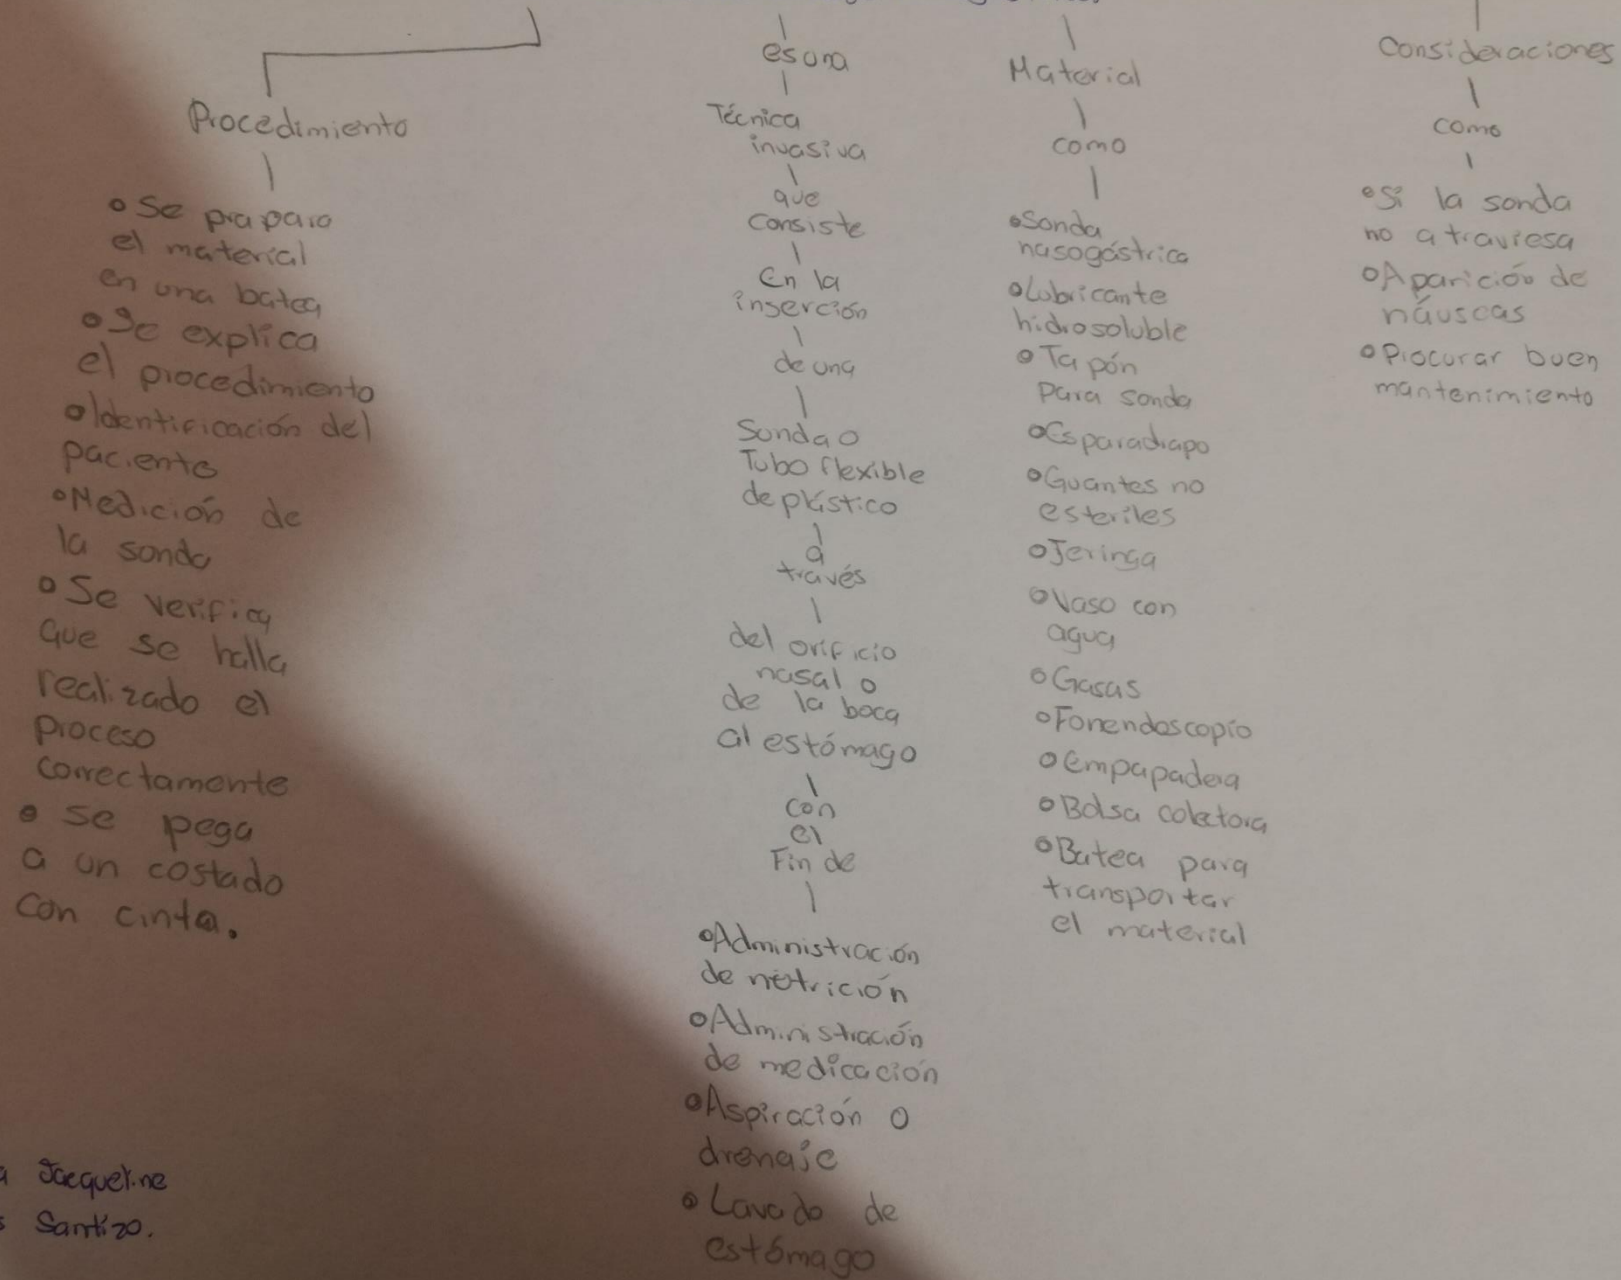 Procedimiento
o Se prapara
el material
en una batea
o Se explica
el procedimiento
o Identificación del
paciente
o Medición de
la sonda
o Se verifica
que se halla
realizado el
proceso
correctamente
o se pega
a un costado
con cinta.
es una
Técnica
invasiva
que
consiste
En la
inserción
de una
Sonda o
Tubo flexible
de plástico
a
través
del orificio
nasal o
de la boca
al estómago
con
el
Fin de
o Administración
de nutrición
o Administración
de medicación
o Aspiración o
drenaje
o Lavado de
estómago
Material
como
o Sonda
nasogástrica
o Lubricante
hidrosoluble
o Tapón
para sonda
o Esparadrapo
o Guantes no
esteriles
o Jeringa
o Vaso con
agua
o Gasas
o Fonendoscopio
o Empapadera
o Bolsa colectora
o Batea para
transportar
el material
Consideraciones
como
o Si la sonda
no atraviesa
o Aparición de
náuseas
o Procurar buen
mantenimiento
Jacqueline
Santizo.